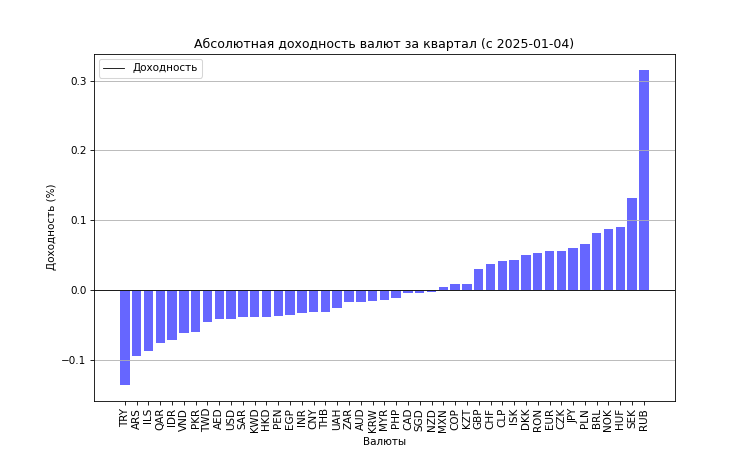 Абсолютная доходность валют за квартал (с 2025-01-04)
Доходность
Доходность (%)
0.3
0.2
0.1
0.0
−0.1
TRY ARS ILS QAR IDR VND PKR TWD AED USD SAR KWD HKD PEN EGP INR CNY THB UAH ZAR AUD KRW MYR PHP CAD SGD NZD MXN COP KZT GBP CHF CLP ISK DKK RON EUR CZK JPY PLN BRL NOK HUF SEK RUB
Валюты